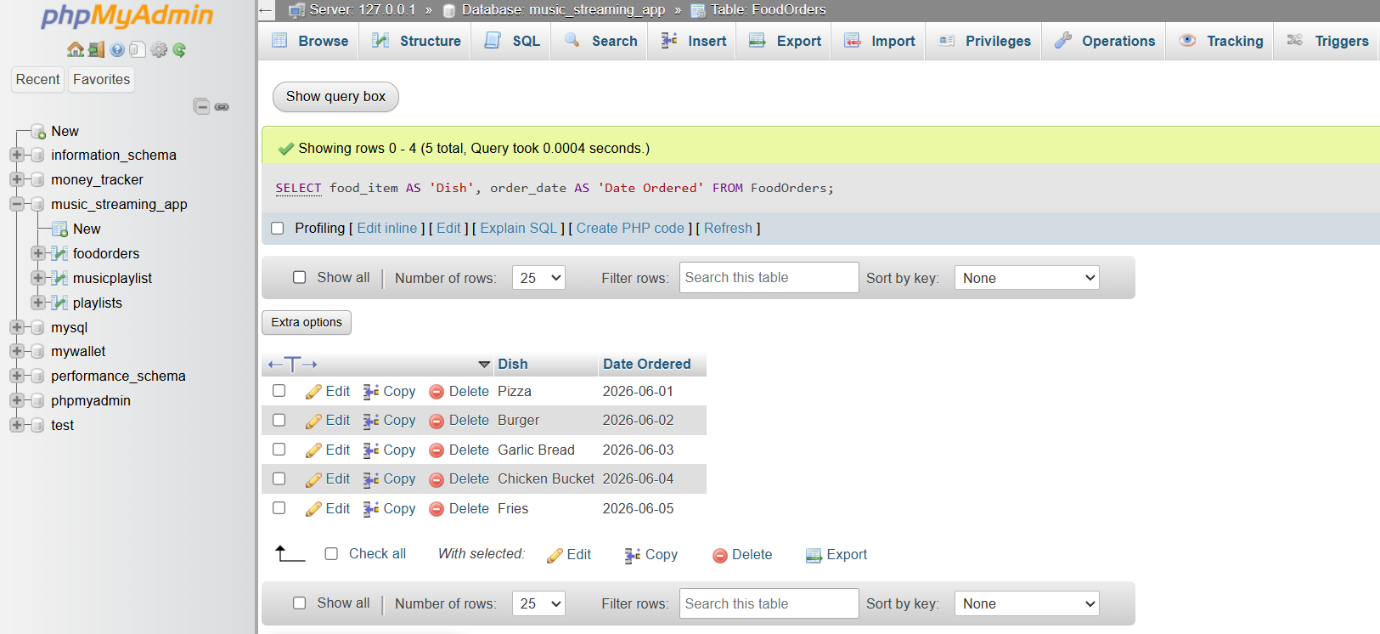 phpMyAdmin
Recent Favorites
New
information_schema
money_tracker
music_streaming_app
New
foodorders
musicplaylist
playlists
mysql
mywallet
performance_schema
phpmyadmin
test
Server: 127.0.0.1 » Database: music_streaming_app » Table: FoodOrders
Browse Structure SQL Search Insert Export Import Privileges Operations Tracking Triggers
Show query box
Showing rows 0 - 4 (5 total, Query took 0.0004 seconds.)
SELECT food_item AS 'Dish', order_date AS 'Date Ordered' FROM FoodOrders;
Profiling [ Edit inline ] [ Edit ] [ Explain SQL ] [ Create PHP code ] [ Refresh ]
Show all | Number of rows: 25 Filter rows: Search this table Sort by key: None
Extra options
←T→ Dish Date Ordered
Edit Copy Delete Pizza 2026-06-01
Edit Copy Delete Burger 2026-06-02
Edit Copy Delete Garlic Bread 2026-06-03
Edit Copy Delete Chicken Bucket 2026-06-04
Edit Copy Delete Fries 2026-06-05
Check all With selected: Edit Copy Delete Export
Show all | Number of rows: 25 Filter rows: Search this table Sort by key: None